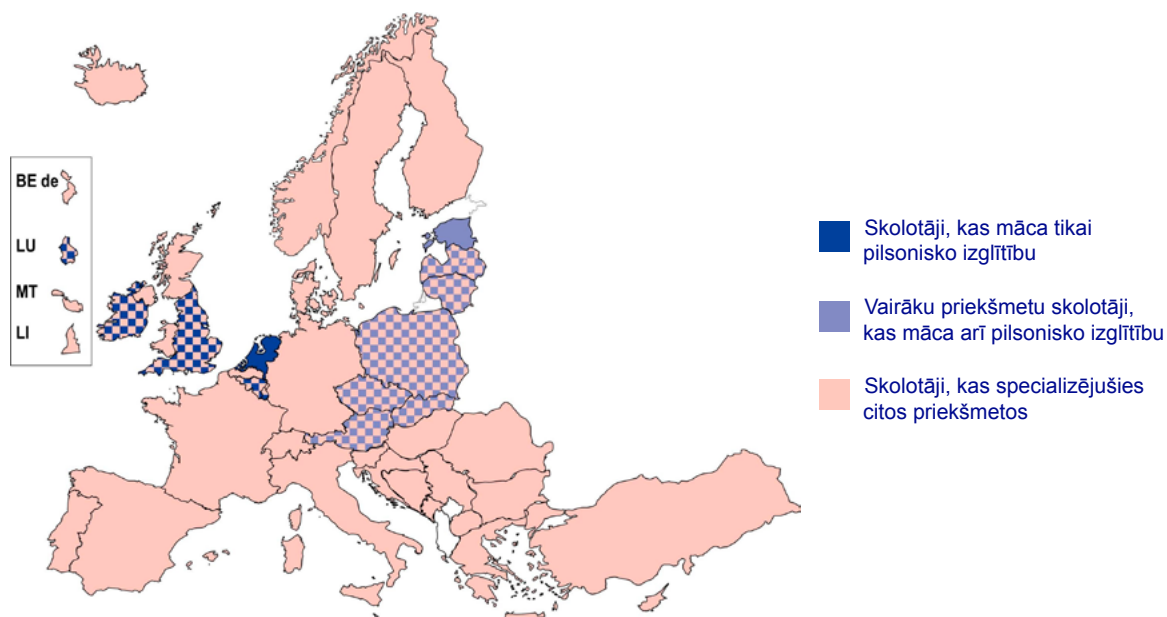 BE de
LU
MT
LI
Skolotāji, kas māca tikai
pilsonisko izglītību
Vairāku priekšmetu skolotāji,
kas māca arī pilsonisko izglītību
Skolotāji, kas specializējušies
citos priekšmetos